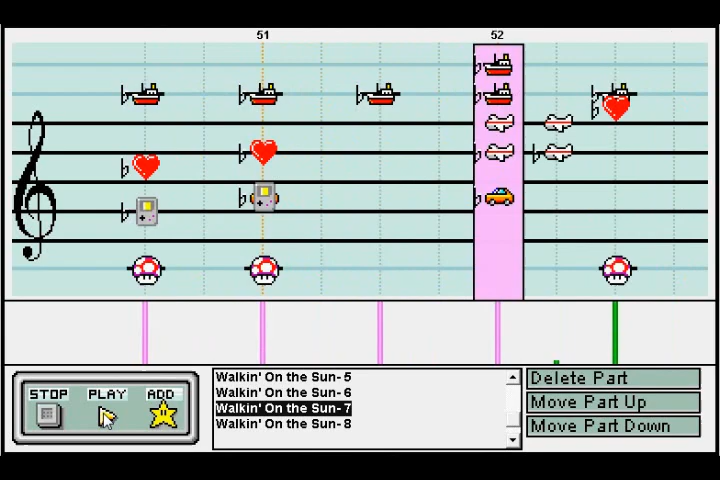 51
52
STOP
PLAY
ADD
Walkin' On the Sun- 5
Walkin' On the Sun- 6
Walkin' On the Sun- 7
Walkin' On the Sun- 8
Delete Part
Move Part Up
Move Part Down